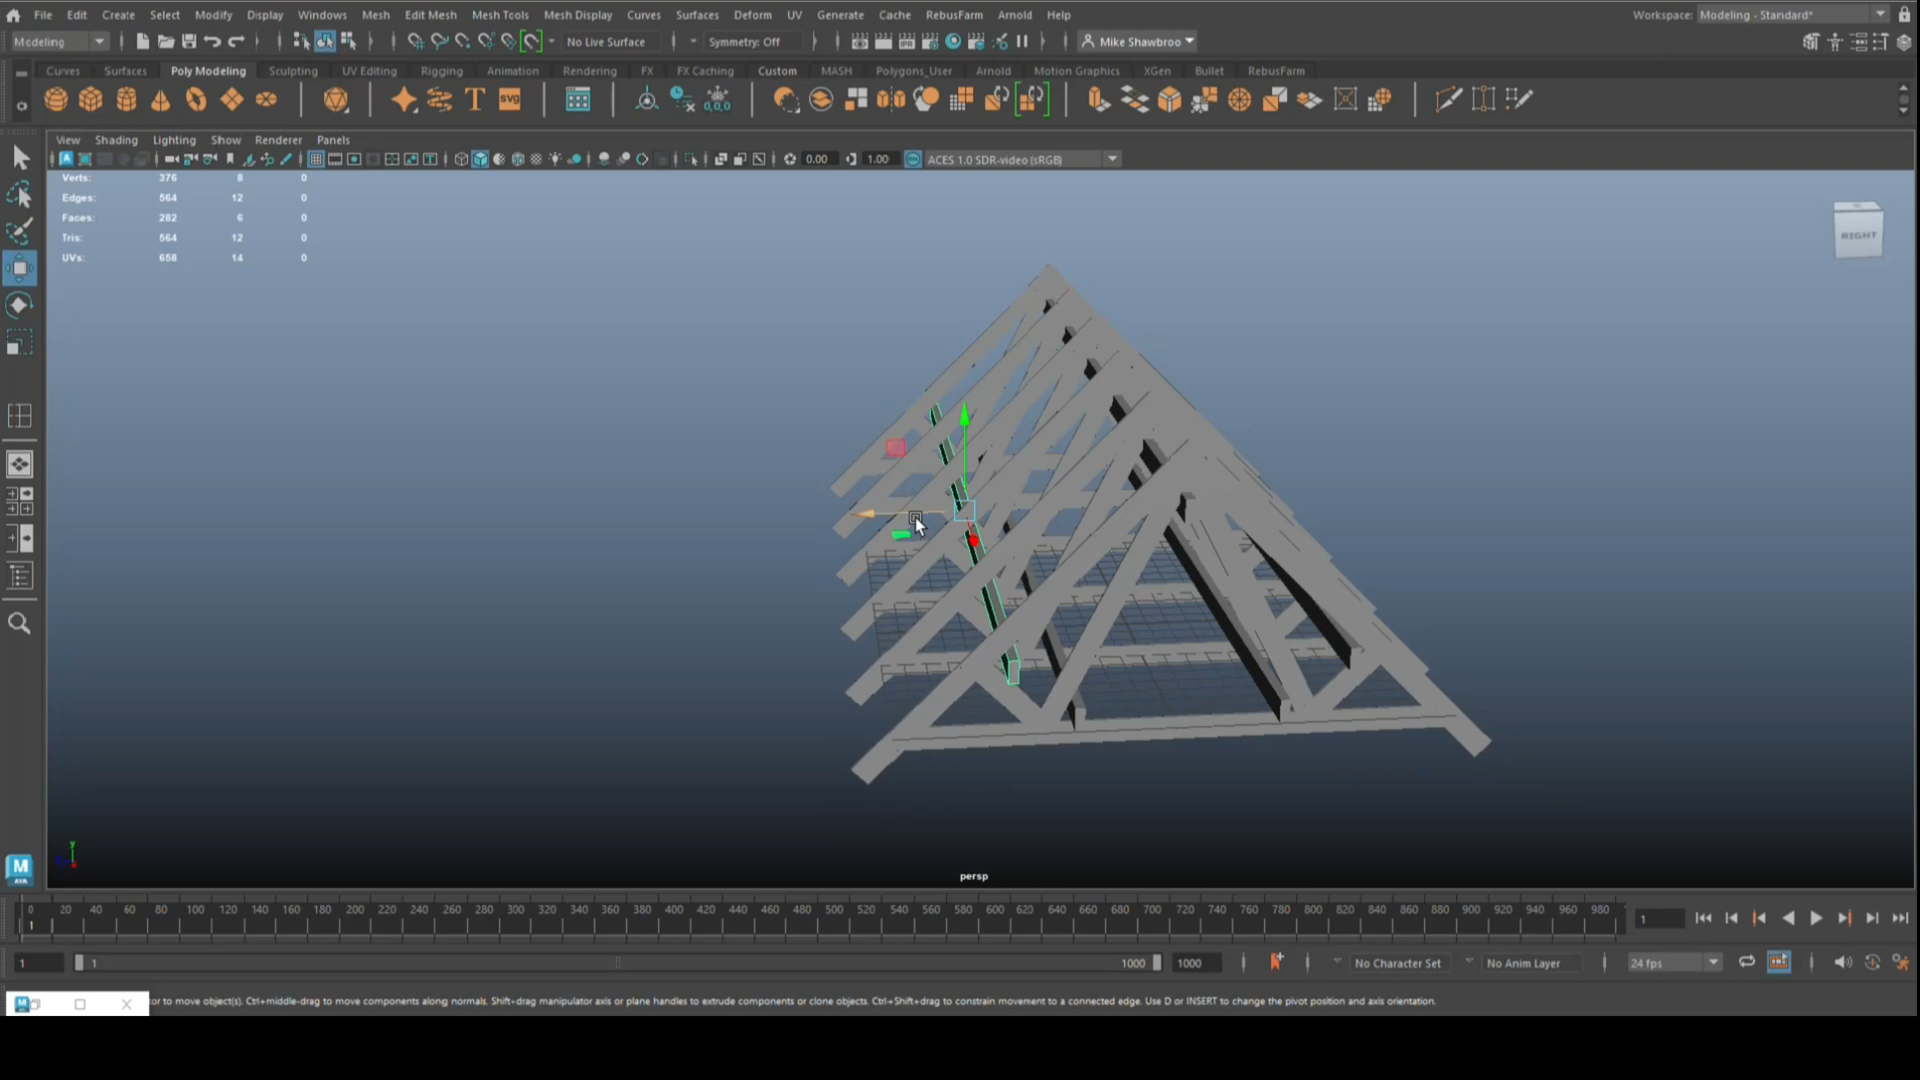 File Edit Create Select Modify Display Windows Mesh Edit Mesh Mesh Tools Mesh Display Curves Surfaces Deform UV Generate Cache RebusFarm Arnold Help Workspace: Modeling - Standard*
Modeling No Live Surface Symmetry: Off Mike Shawbroo
Curves Surfaces Poly Modeling Sculpting UV Editing Rigging Animation Rendering FX FX Caching Custom MASH Polygons_User Arnold Motion Graphics XGen Bullet RebusFarm
SVG 0,0,0
View Shading Lighting Show Renderer Panels
0.00 1.00 ACES 1.0 SDR-video (sRGB)
Verts: 376 8 0
Edges: 564 12 0
Faces: 282 6 0
Tris: 564 12 0
UVs: 658 14 0
RIGHT
y
persp
0 20 40 60 80 100 120 140 160 180 200 220 240 260 280 300 320 340 360 380 400 420 440 460 480 500 520 540 560 580 600 620 640 660 680 700 720 740 760 780 800 820 840 860 880 900 920 940 960 980
1 1
1 1 1000 1000 No Character Set No Anim Layer 24 fps
M
AYA
tor to move object(s). Ctrl+middle-drag to move components along normals. Shift-drag manipulator axis or plane handles to extrude components or clone objects. Ctrl+Shift+drag to constrain movement to a connected edge. Use D or INSERT to change the pivot position and axis orientation.